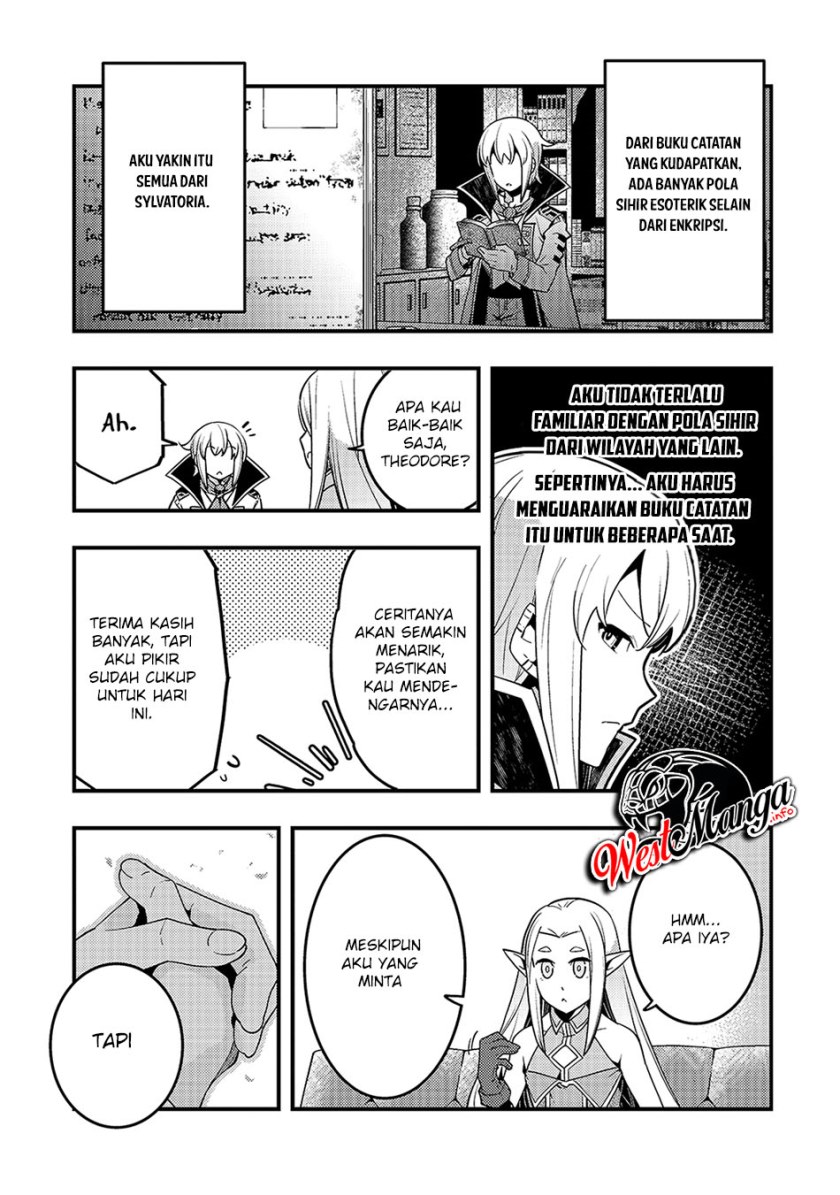 DARI BUKU CATATAN
YANG KUDAPATKAN.
ADA BANYAK POLA
SIHIR ESOTERIK SELAIN
DARI ENKRIPSI.
AKU YAKIN ITU
SEMUA DARI
SYLVATORIA.
AKU TIDAK TERLALU
FAMILIAR DENGAN POLA SIHIR
DARI WILAYAH YANG LAIN.
SEPERTINYA... AKU HARUS
MENGUARAIKAN BUKU CATATAN
ITU UNTUK BEBERAPA SAAT.
APA KAU
BAIK-BAIK
SAJA,
THEODORE?
Ah.
CERITANYA
AKAN SEMAKIN
MENARIK,
PASTIKAN
KAU MENDE-
NGARNYA...
TERIMA KASIH
BANYAK, TAPI
AKU PIKIR
SUDAH CUKUP
UNTUK HARI
INI.
WestManga
.info
HMM...
APA IYA?
MESKIPUN
AKU YANG
MINTA
TAPI